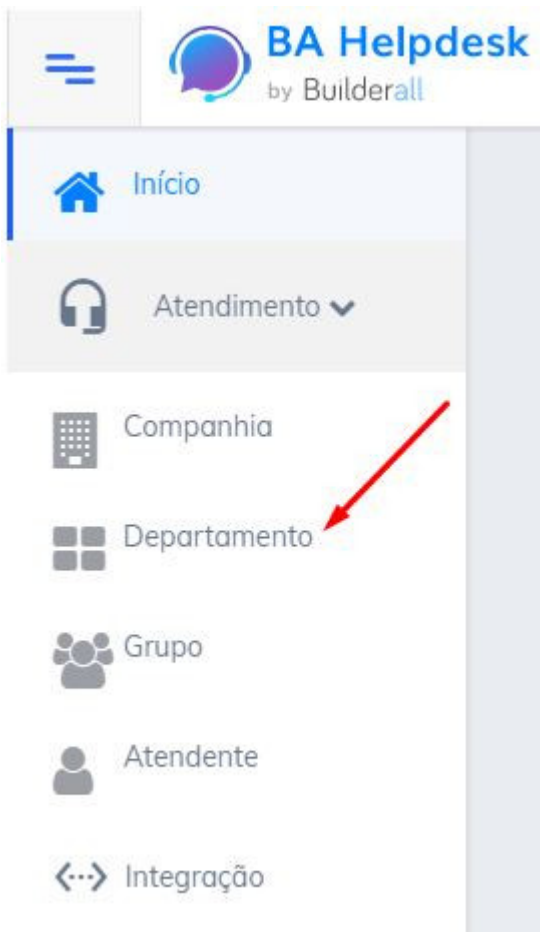 BA Helpdesk
by Builderall
Início
Atendimento
Companhia
Departamento
Grupo
Atendente
Integração